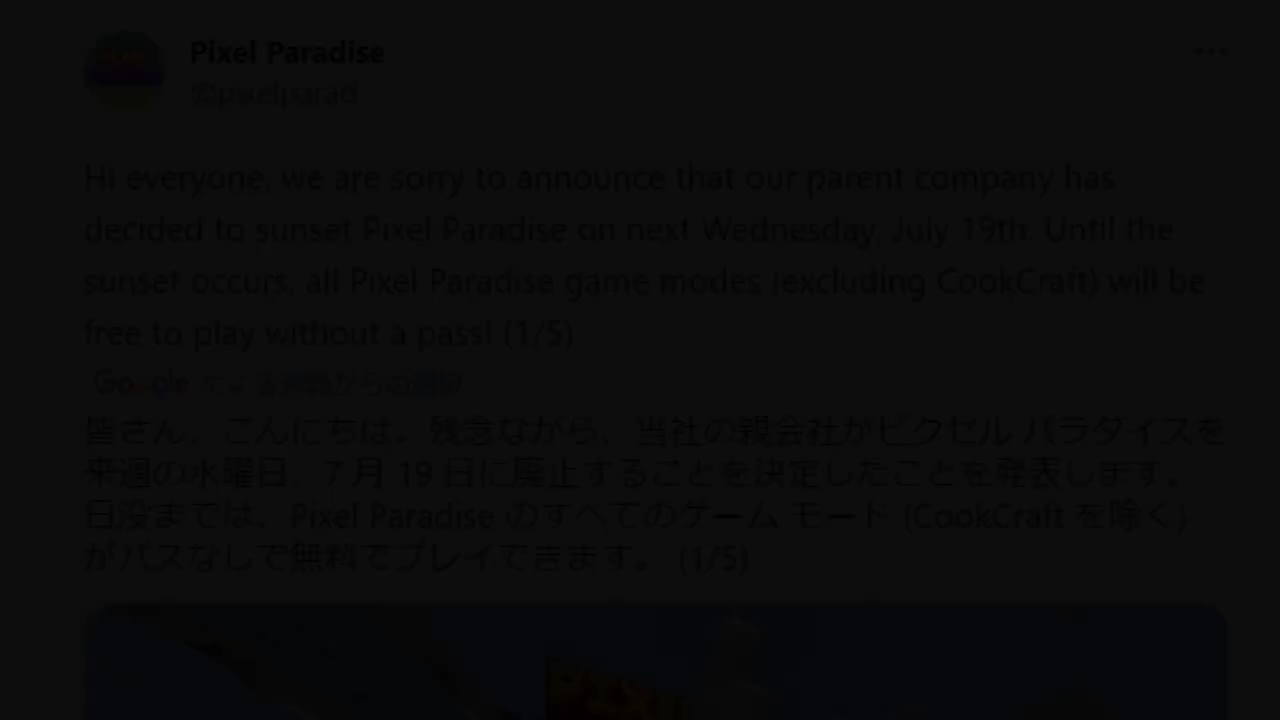 Pixel Paradise
@pixelparad
Hi everyone, we are sorry to announce that our parent company has
decided to sunset Pixel Paradise on next Wednesday, July 19th. Until the
sunset occurs, all Pixel Paradise game modes (excluding CookCraft) will be
free to play without a pass! (1/5)
Google による英語からの翻訳
皆さん、こんにちは。残念ながら、当社の親会社がピクセル パラダイスを
来週の水曜日、7 月 19 日に廃止することを決定したことを発表します。
日没までは、Pixel Paradise のすべてのゲーム モード (CookCraft を除く)
がパスなしで無料でプレイできます。 (1/5)